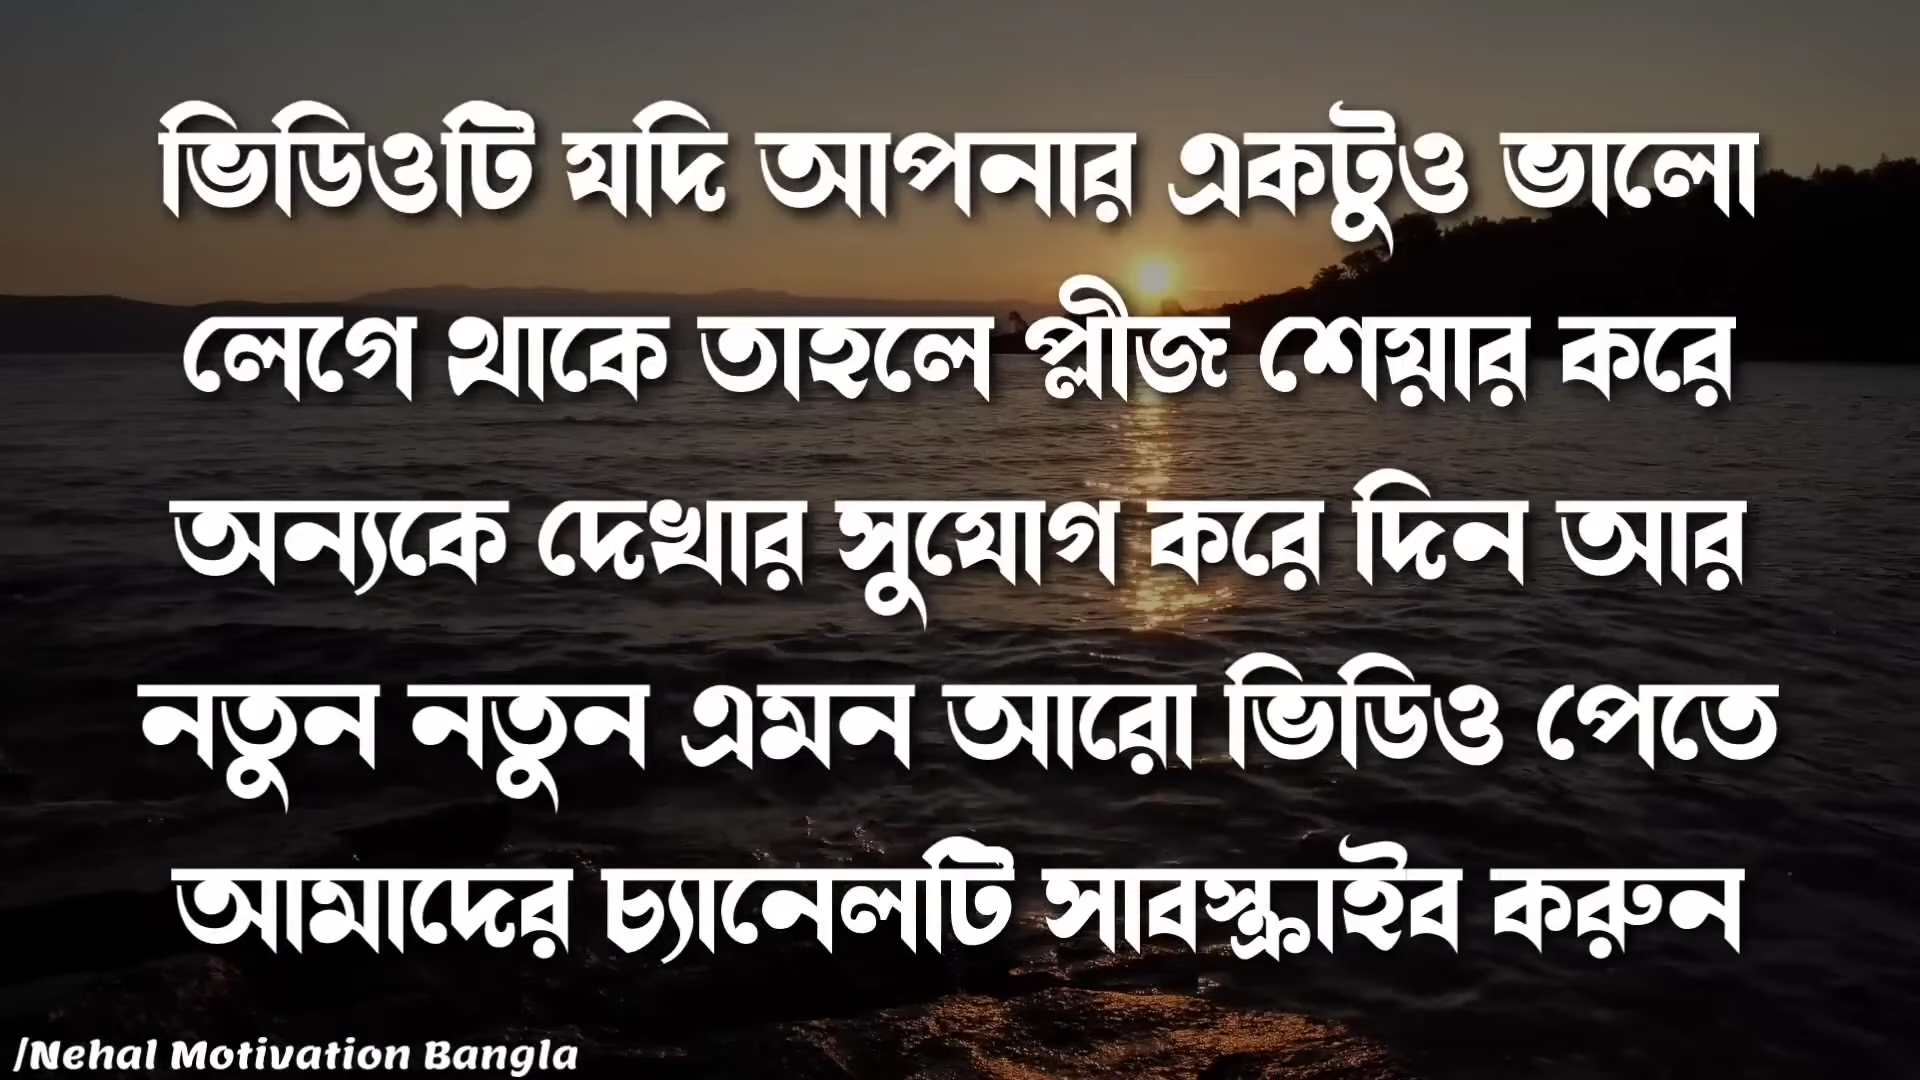 ভিডিওটি যদি আপনার একটুও ভালো
লেগে থাকে তাহলে প্লীজ শেয়ার করে
অন্যকে দেখার সুযোগ করে দিন আর
নতুন নতুন এমন আরো ভিডিও পেতে
আমাদের চ্যানেলটি সাবস্ক্রাইব করুন
/Nehal Motivation Bangla